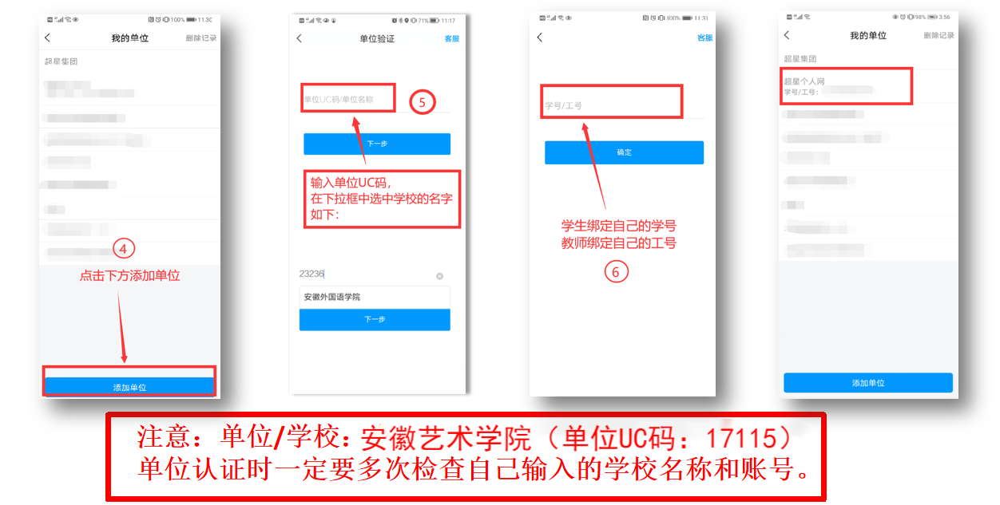 100% 11:30
我的单位
删除记录
超星集团
④
点击下方添加单位
添加单位
71% 11:17
单位验证
客服
单位UC码/单位名称
⑤
下一步
输入单位UC码，
在下拉框中选中学校的名字
如下：
23236
安徽外国语学院
下一步
100% 11:31
客服
学号/工号
确定
学生绑定自己的学号
教师绑定自己的工号
⑥
98% 3:56
我的单位
删除记录
超星集团
超星个人网
学号/工号：
添加单位
注意：单位/学校：安徽艺术学院（单位UC码：17115）
单位认证时一定要多次检查自己输入的学校名称和账号。